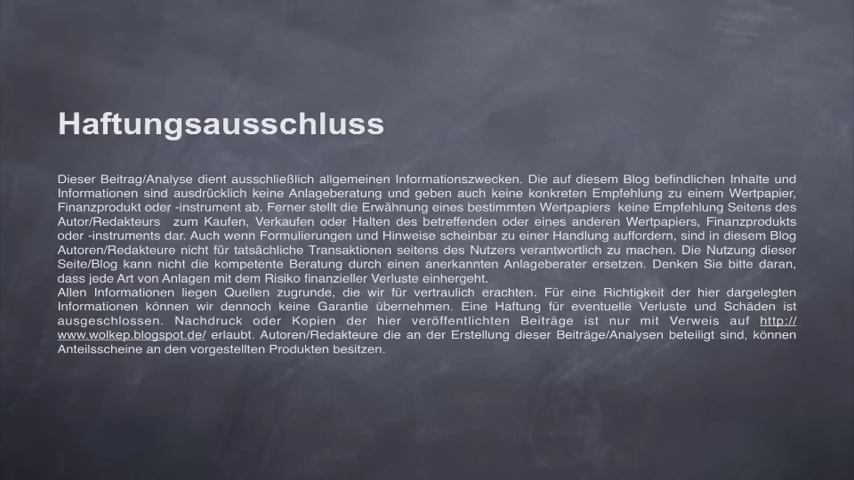 Haftungsausschluss
Dieser Beitrag/Analyse dient ausschließlich allgemeinen Informationszwecken. Die auf diesem Blog befindlichen Inhalte und
Informationen sind ausdrücklich keine Anlageberatung und geben auch keine konkreten Empfehlung zu einem Wertpapier,
Finanzprodukt oder -instrument ab. Ferner stellt die Erwähnung eines bestimmten Wertpapiers keine Empfehlung Seitens des
Autor/Redakteurs zum Kaufen, Verkaufen oder Halten des betreffenden oder eines anderen Wertpapiers, Finanzprodukts
oder -instruments dar. Auch wenn Formulierungen und Hinweise scheinbar zu einer Handlung auffordern, sind in diesem Blog
Autoren/Redakteure nicht für tatsächliche Transaktionen seitens des Nutzers verantwortlich zu machen. Die Nutzung dieser
Seite/Blog kann nicht die kompetente Beratung durch einen anerkannten Anlageberater ersetzen. Denken Sie bitte daran,
dass jede Art von Anlagen mit dem Risiko finanzieller Verluste einhergeht.
Allen Informationen liegen Quellen zugrunde, die wir für vertraulich erachten. Für eine Richtigkeit der hier dargelegten
Informationen können wir dennoch keine Garantie übernehmen. Eine Haftung für eventuelle Verluste und Schäden ist
ausgeschlossen. Nachdruck oder Kopien der hier veröffentlichten Beiträge ist nur mit Verweis auf http://
www.wolkep.blogspot.de/ erlaubt. Autoren/Redakteure die an der Erstellung dieser Beiträge/Analysen beteiligt sind, können
Anteilsscheine an den vorgestellten Produkten besitzen.